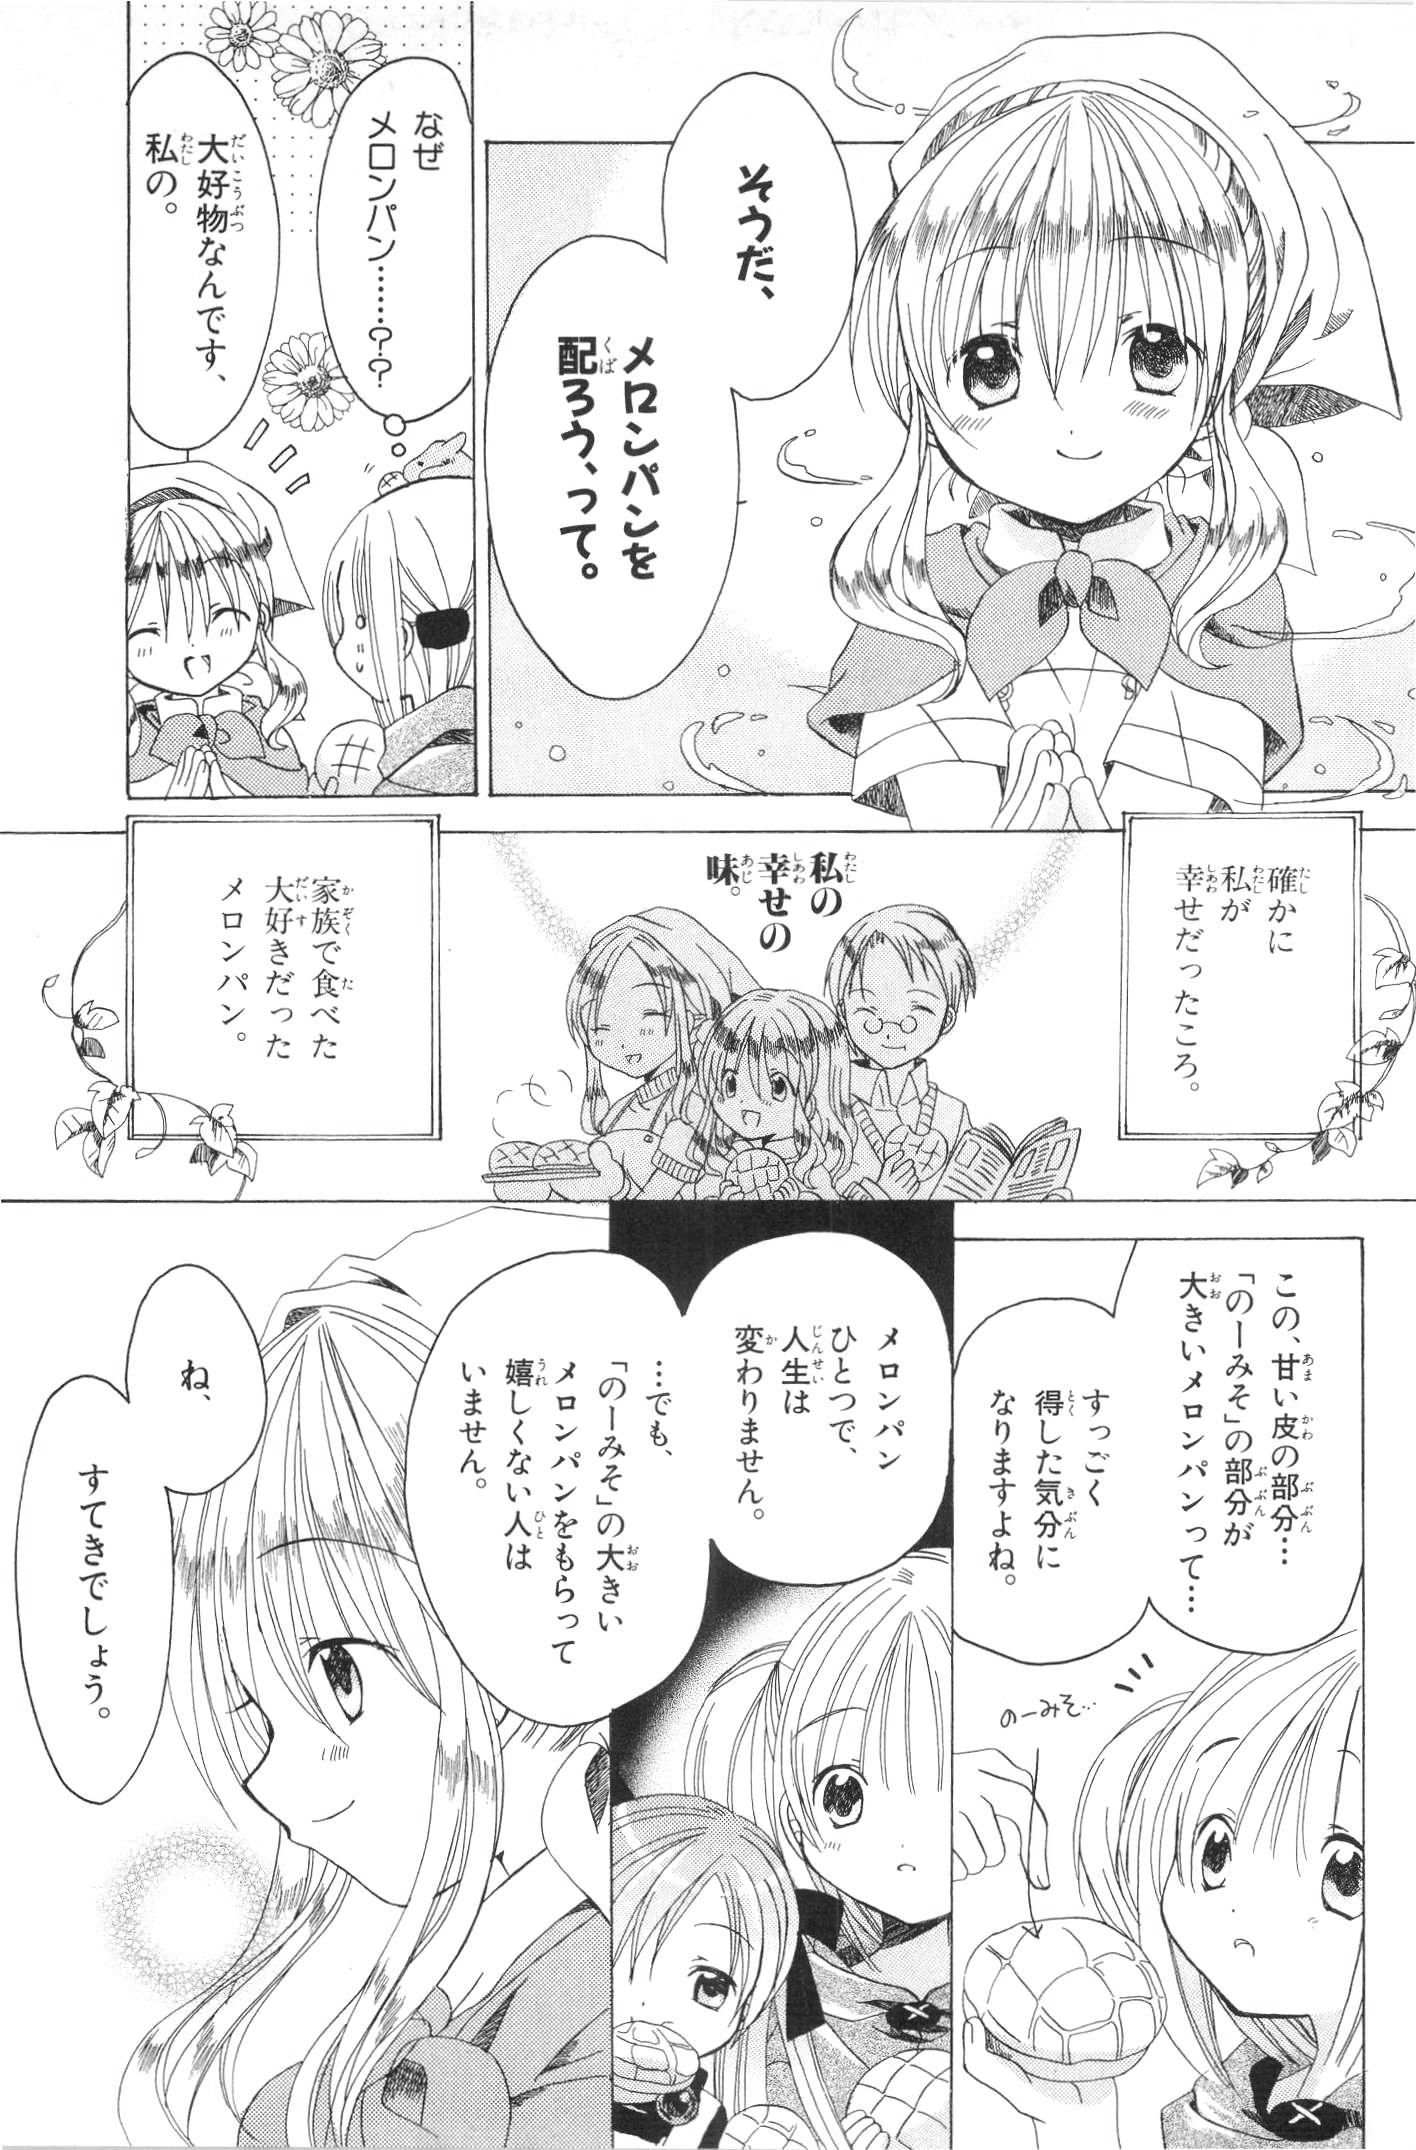 そうだ、
メロンパンを
配ろう、って。
なぜ
メロンパン……??
大好物なんです、
私の。
確かに
私が
幸せだったころ。
私の
幸せの
味。
家族で食べた
大好きだった
メロンパン。
この、甘い皮の部分…
「のーみそ」の部分が
大きいメロンパンって…
すっごく
得した気分に
なりますよね。
のーみそ…
メロンパン
ひとつで、
人生は
変わりません。
…でも、
「のーみそ」の大きい
メロンパンをもらって
嬉しくない人は
いません。
ね、
すてきでしょう。